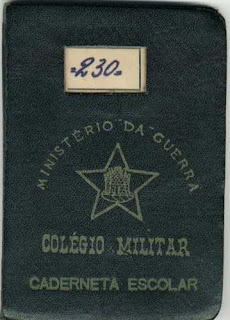 =230=
MINISTÉRIO DA GUERRA
COLÉGIO MILITAR
CADERNETA ESCOLAR